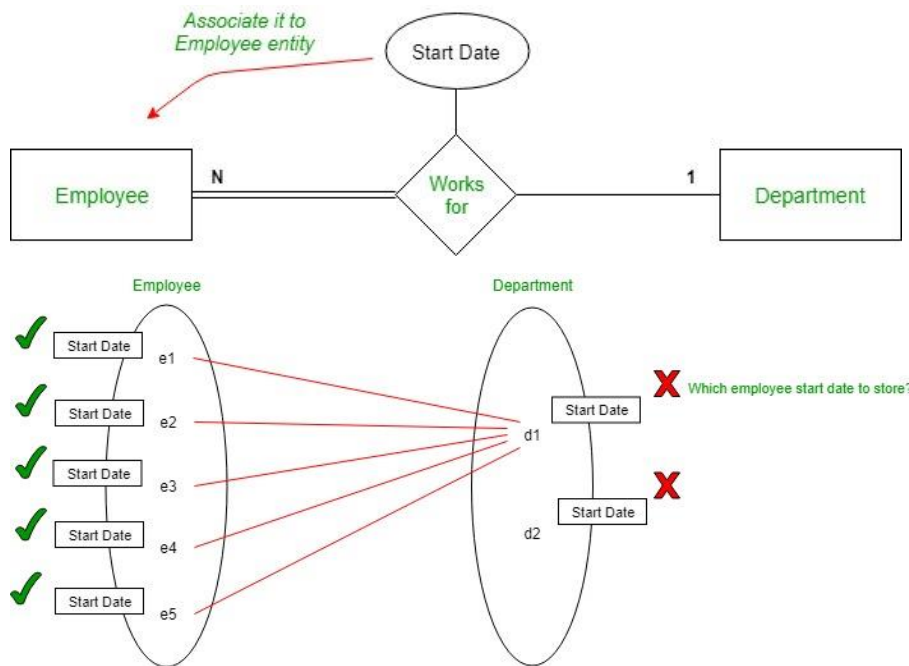 Associate it to
Employee entity
Start Date
Employee
N
Works
for
1
Department
Employee
Department
Start Date
e1
Start Date
Which employee start date to store?
Start Date
e2
d1
Start Date
e3
Start Date
Start Date
e4
d2
Start Date
e5